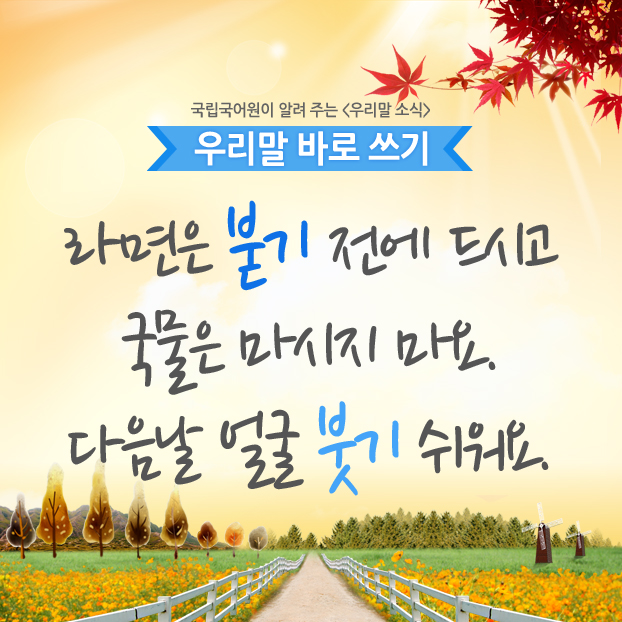 국립국어원이 알려 주는 <우리말 소식>
우리말 바로 쓰기
라면은 붇기 전에 드시고
국물은 마시지 마요.
다음날 얼굴 붓기 쉬워요.